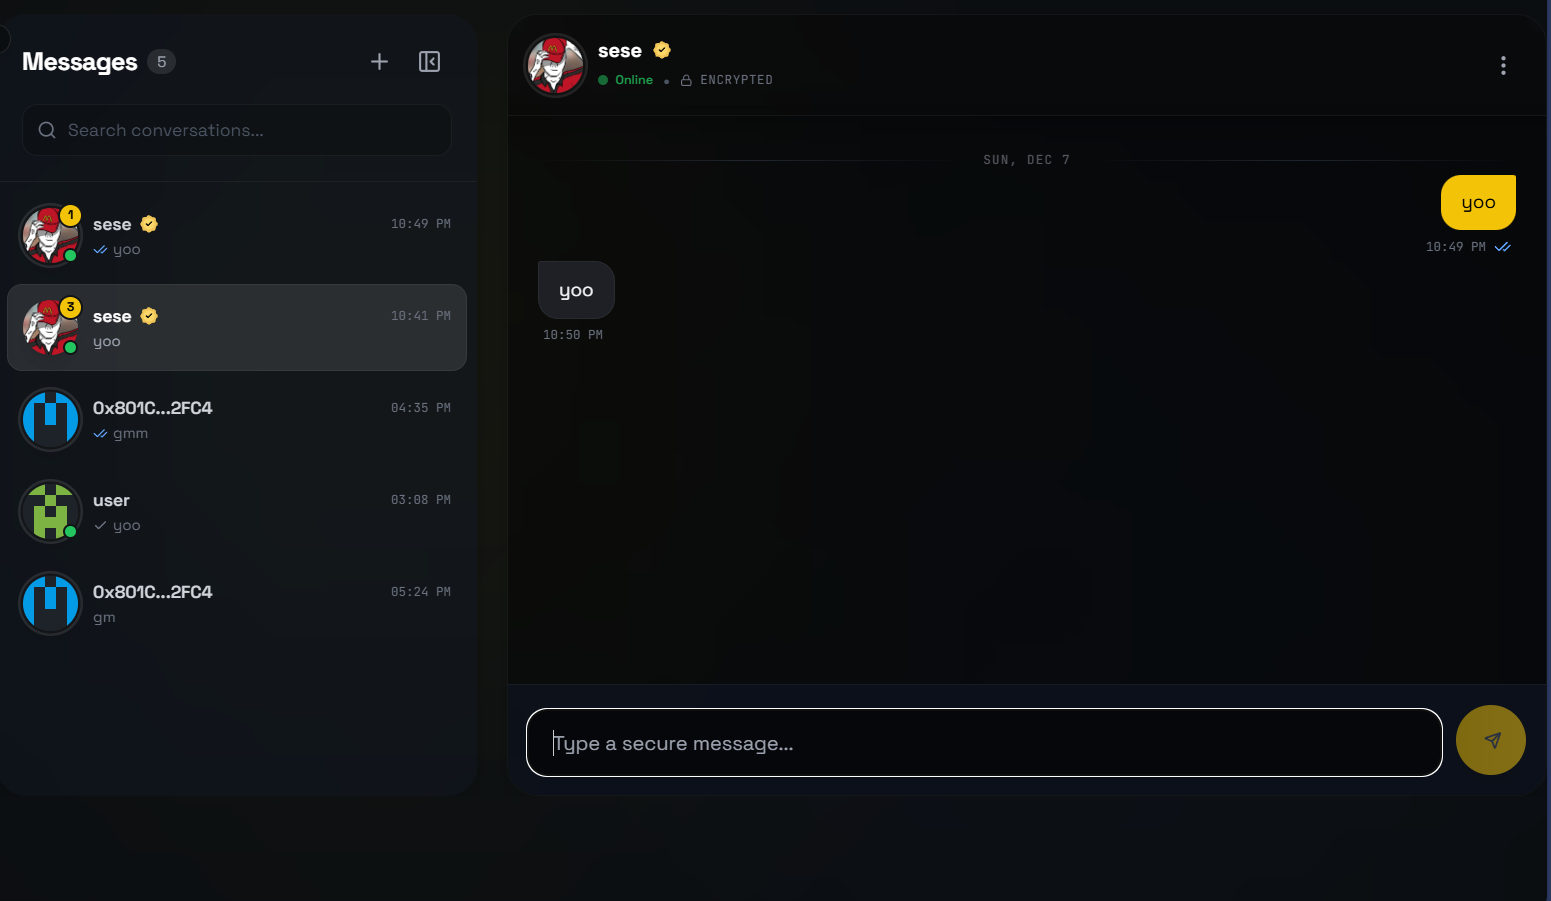 Messages 5
Search conversations...
1
sese
10:49 PM
yoo
3
sese
10:41 PM
yoo
0x801C...2FC4
04:35 PM
gmm
user
03:08 PM
yoo
0x801C...2FC4
05:24 PM
gm
sese
Online • ENCRYPTED
SUN, DEC 7
yoo
10:49 PM
yoo
10:50 PM
Type a secure message...